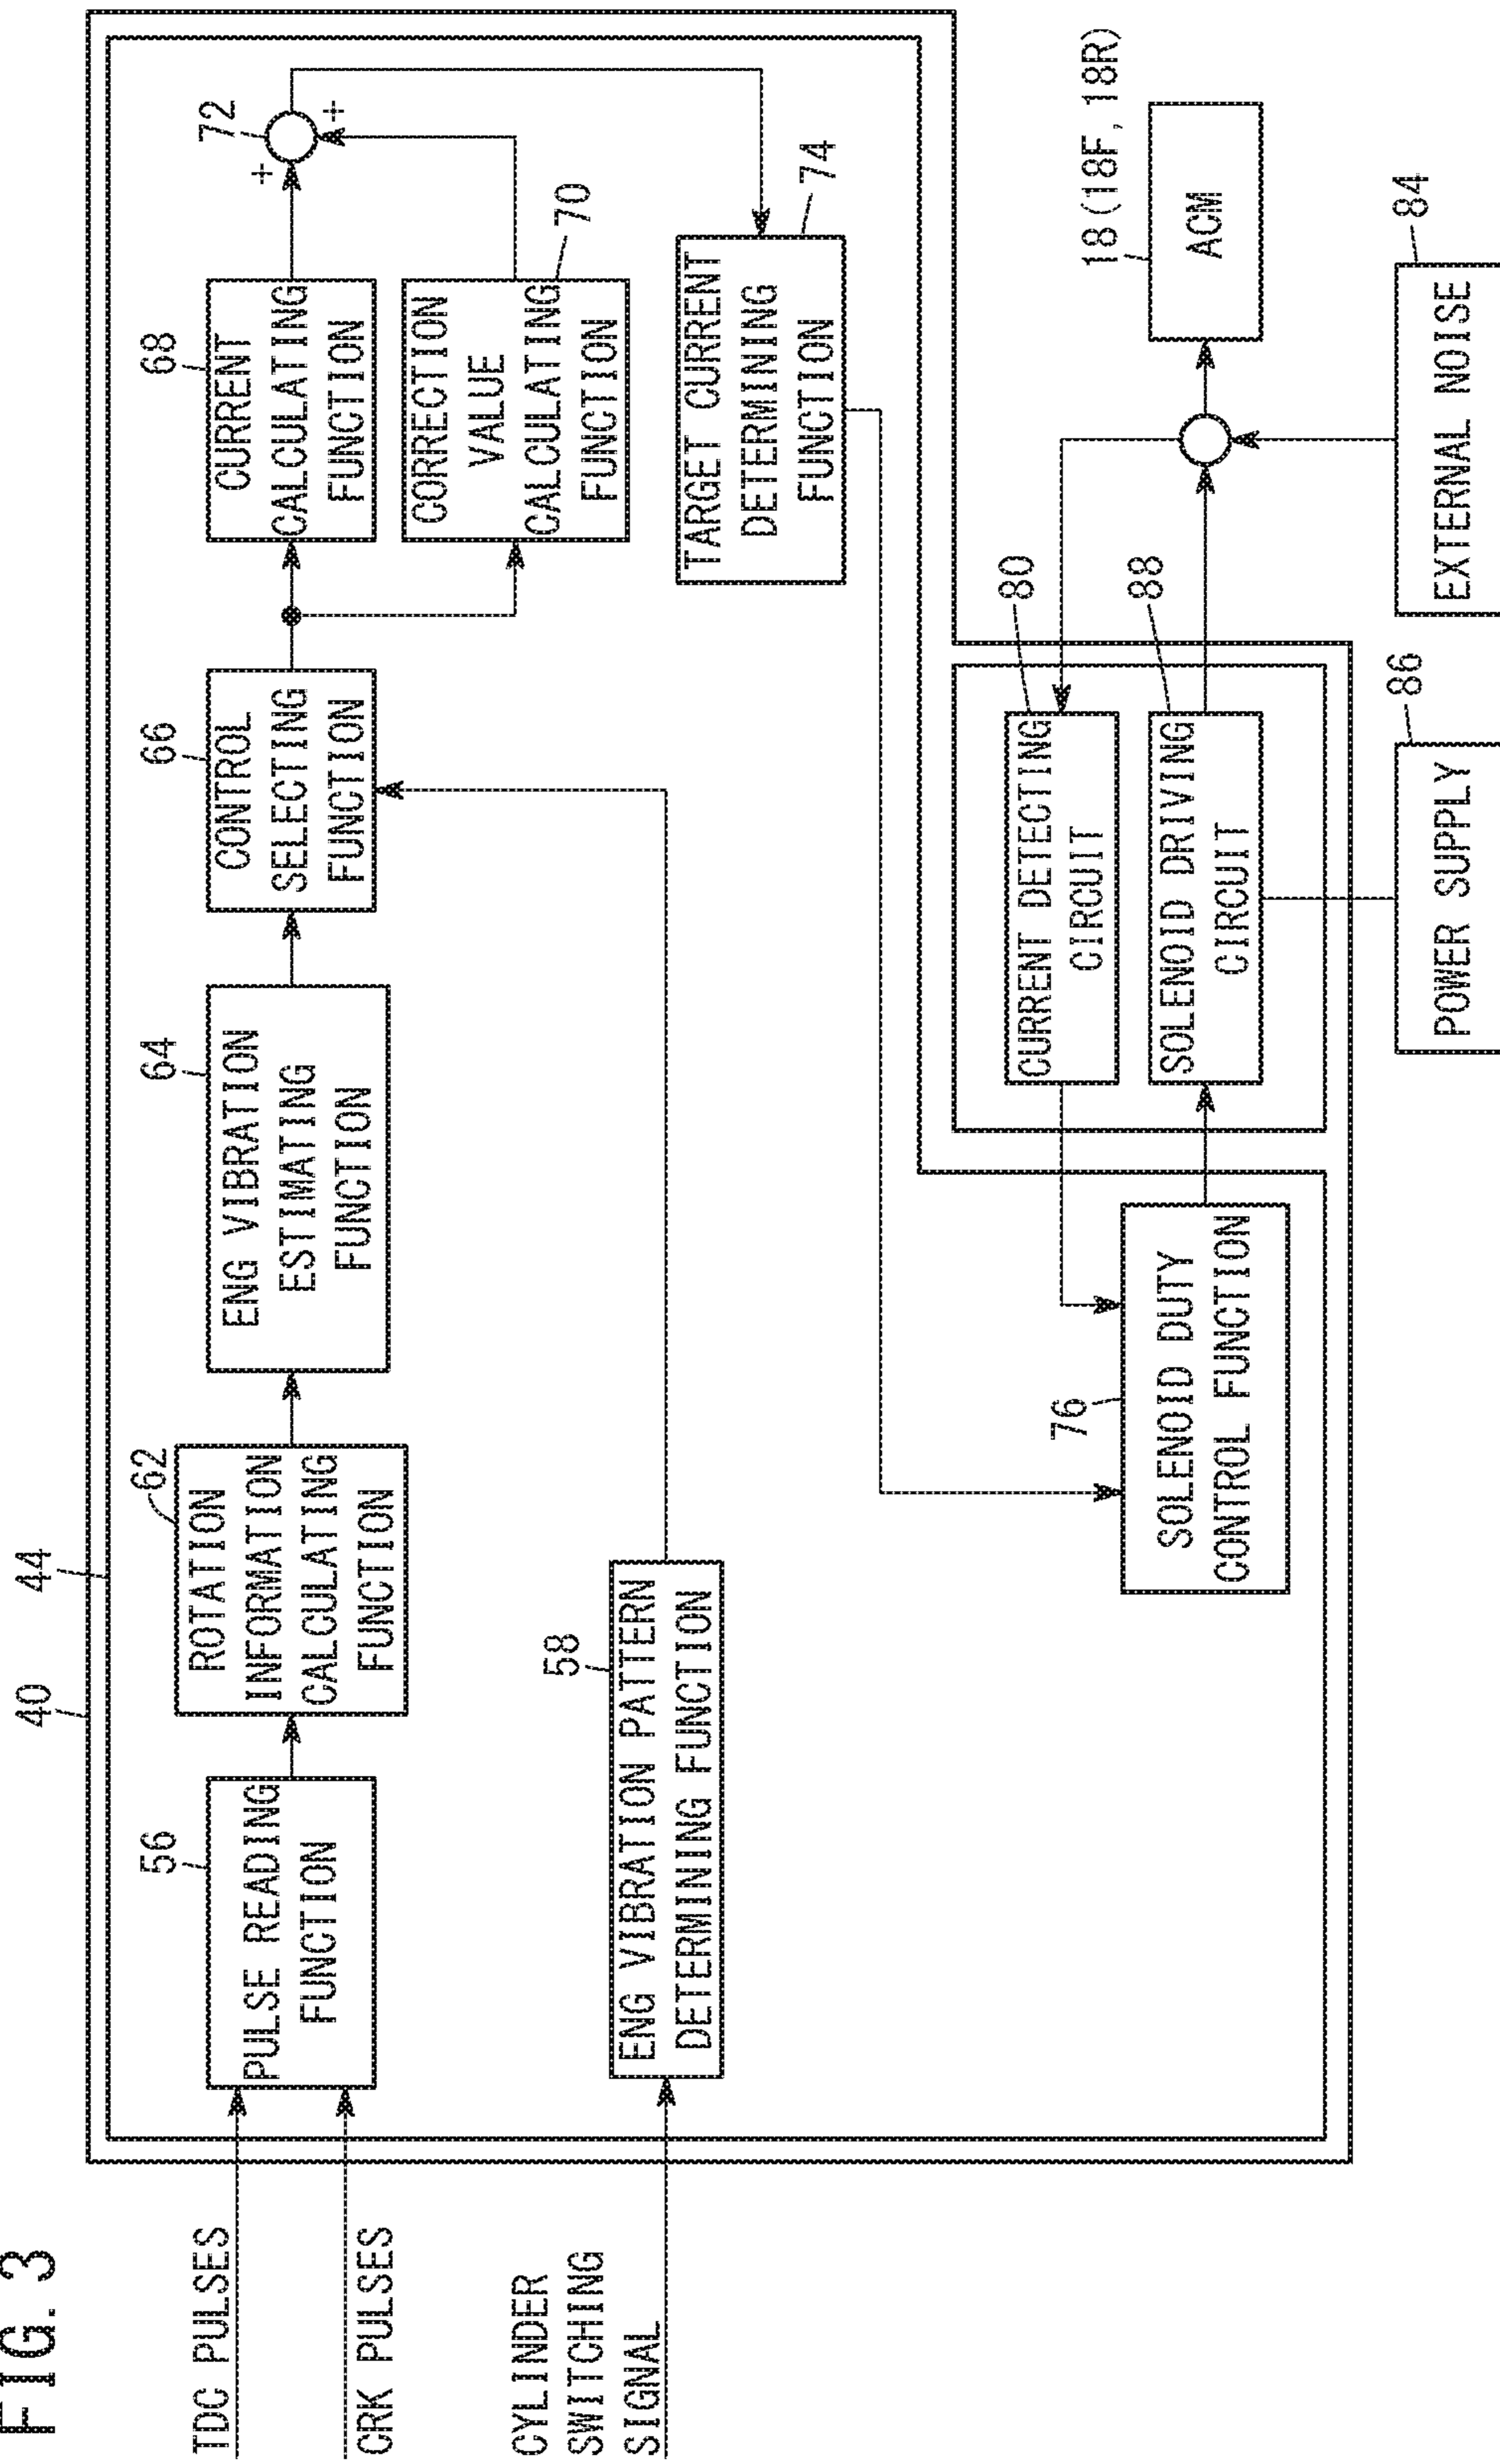 FIG. 3
40
44
TDC PULSES
CRK PULSES
56
PULSE READING
FUNCTION
62
ROTATION
INFORMATION
CALCULATING
FUNCTION
64
ENG VIBRATION
ESTIMATING
FUNCTION
66
CONTROL
SELECTING
FUNCTION
68
CURRENT
CALCULATING
FUNCTION
72
+
+
70
CORRECTION
VALUE
CALCULATING
FUNCTION
CYLINDER
SWITCHING
SIGNAL
58
ENG VIBRATION PATTERN
DETERMINING FUNCTION
74
TARGET CURRENT
DETERMINING
FUNCTION
76
SOLENOID DUTY
CONTROL FUNCTION
80
CURRENT DETECTING
CIRCUIT
88
SOLENOID DRIVING
CIRCUIT
18 (18F, 18R)
ACM
86
POWER SUPPLY
84
EXTERNAL NOISE